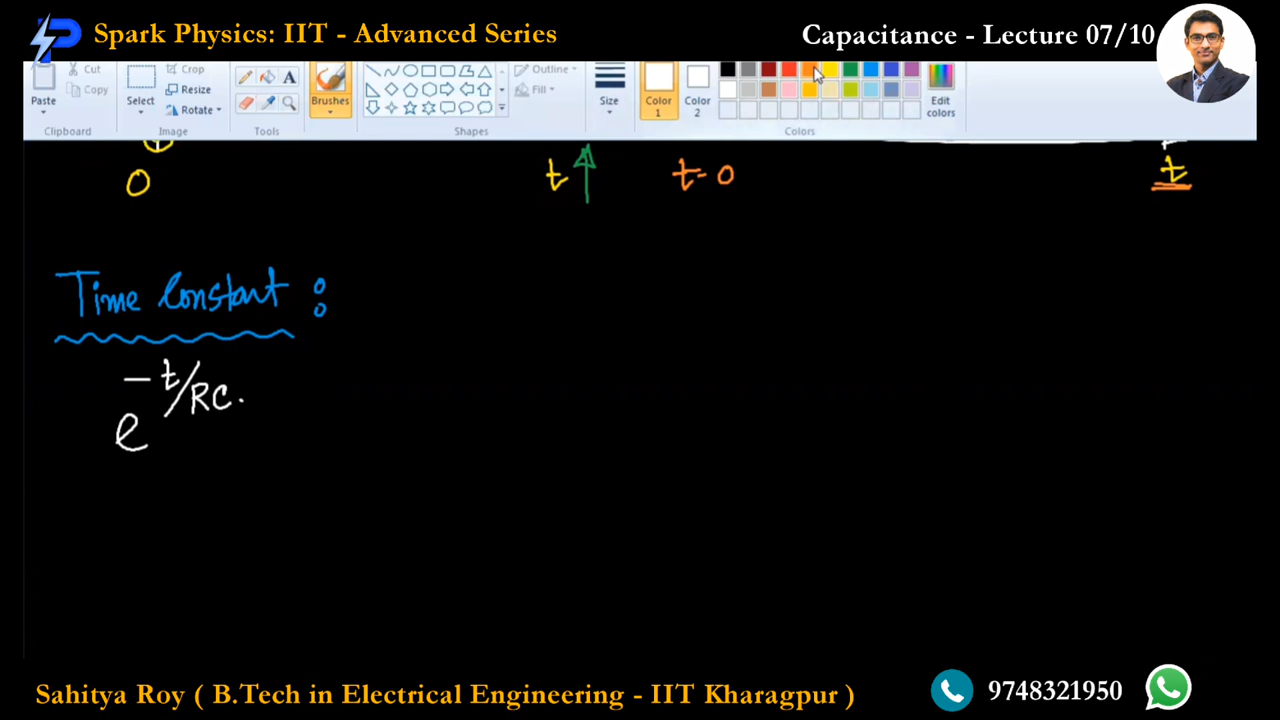 Spark Physics: IIT - Advanced Series
Capacitance - Lecture 07/10
Paste
Cut
Copy
Clipboard
Select
Crop
Resize
Rotate
Image
A
Tools
Brushes
Shapes
Outline
Fill
Size
Color 1
Color 2
Colors
Edit colors
0
t
t-0
t
Time Constant :
e^-t/RC.
Sahitya Roy ( B.Tech in Electrical Engineering - IIT Kharagpur )
9748321950